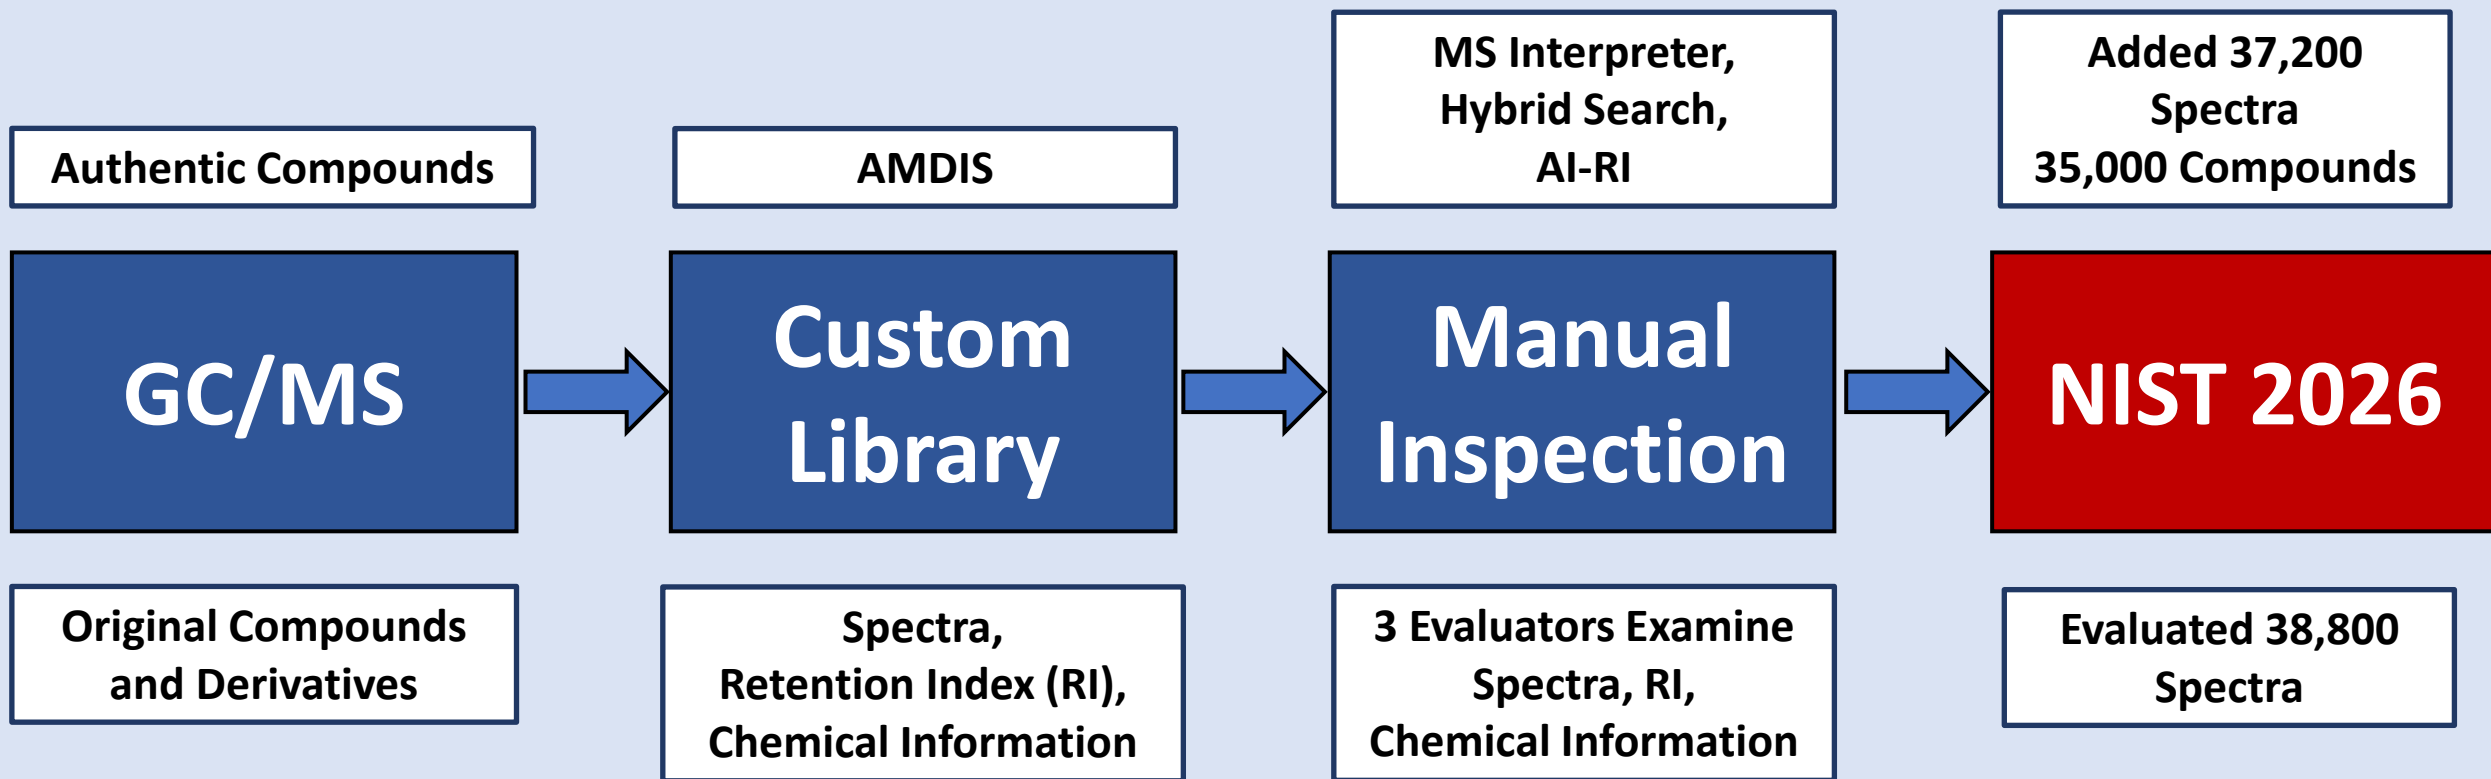 Authentic Compounds
GC/MS
Original Compounds
and Derivatives
AMDIS
Custom
Library
Spectra,
Retention Index (RI),
Chemical Information
MS Interpreter,
Hybrid Search,
AI-RI
Manual
Inspection
3 Evaluators Examine
Spectra, RI,
Chemical Information
Added 37,200
Spectra
35,000 Compounds
NIST 2026
Evaluated 38,800
Spectra